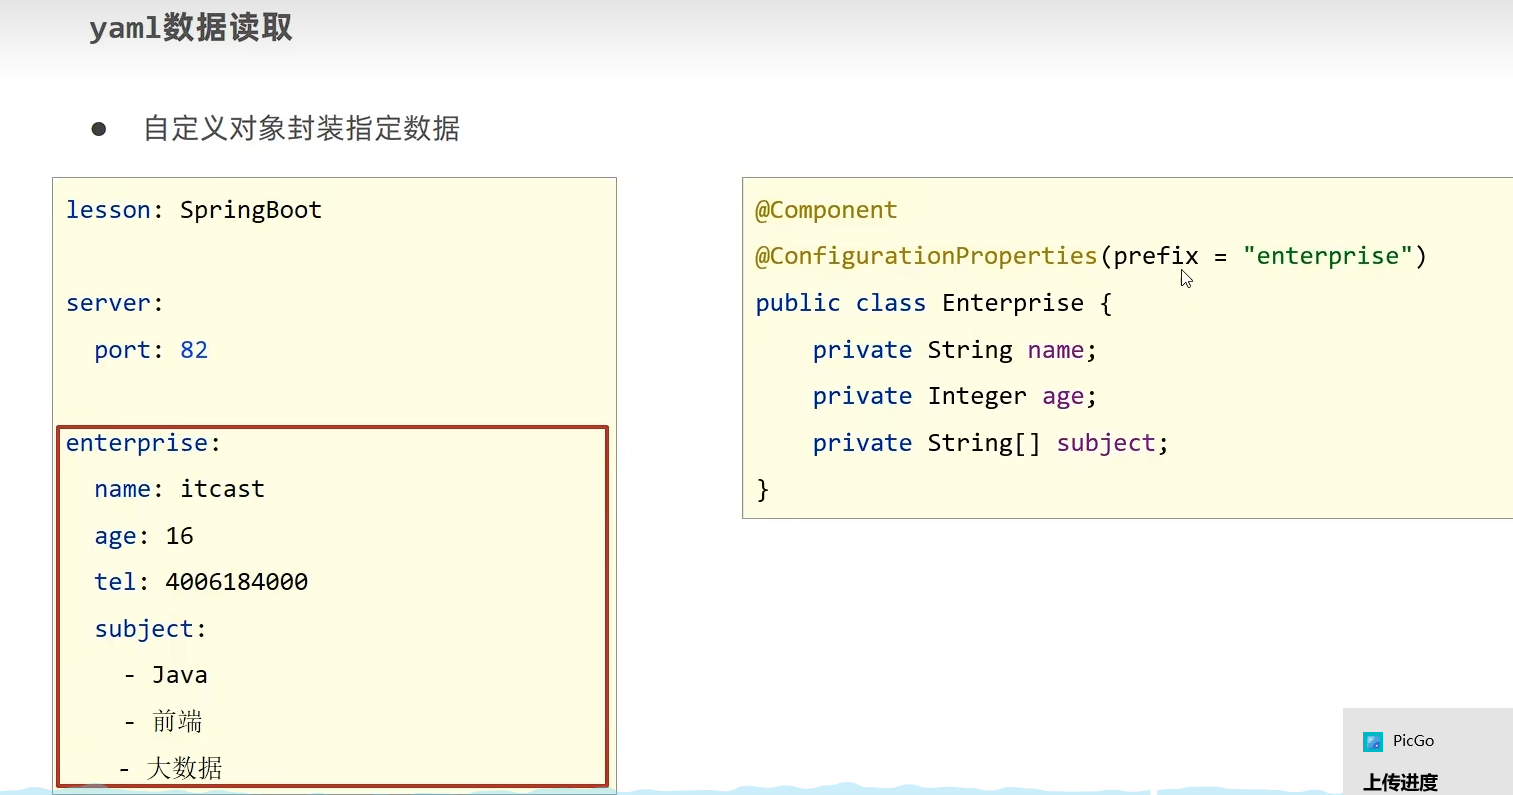 yaml数据读取
● 自定义对象封装指定数据
lesson: SpringBoot
server:
  port: 82
enterprise:
  name: itcast
  age: 16
  tel: 4006184000
  subject:
    - Java
    - 前端
    - 大数据
@Component
@ConfigurationProperties(prefix = "enterprise")
public class Enterprise {
    private String name;
    private Integer age;
    private String[] subject;
}
PicGo
上传进度